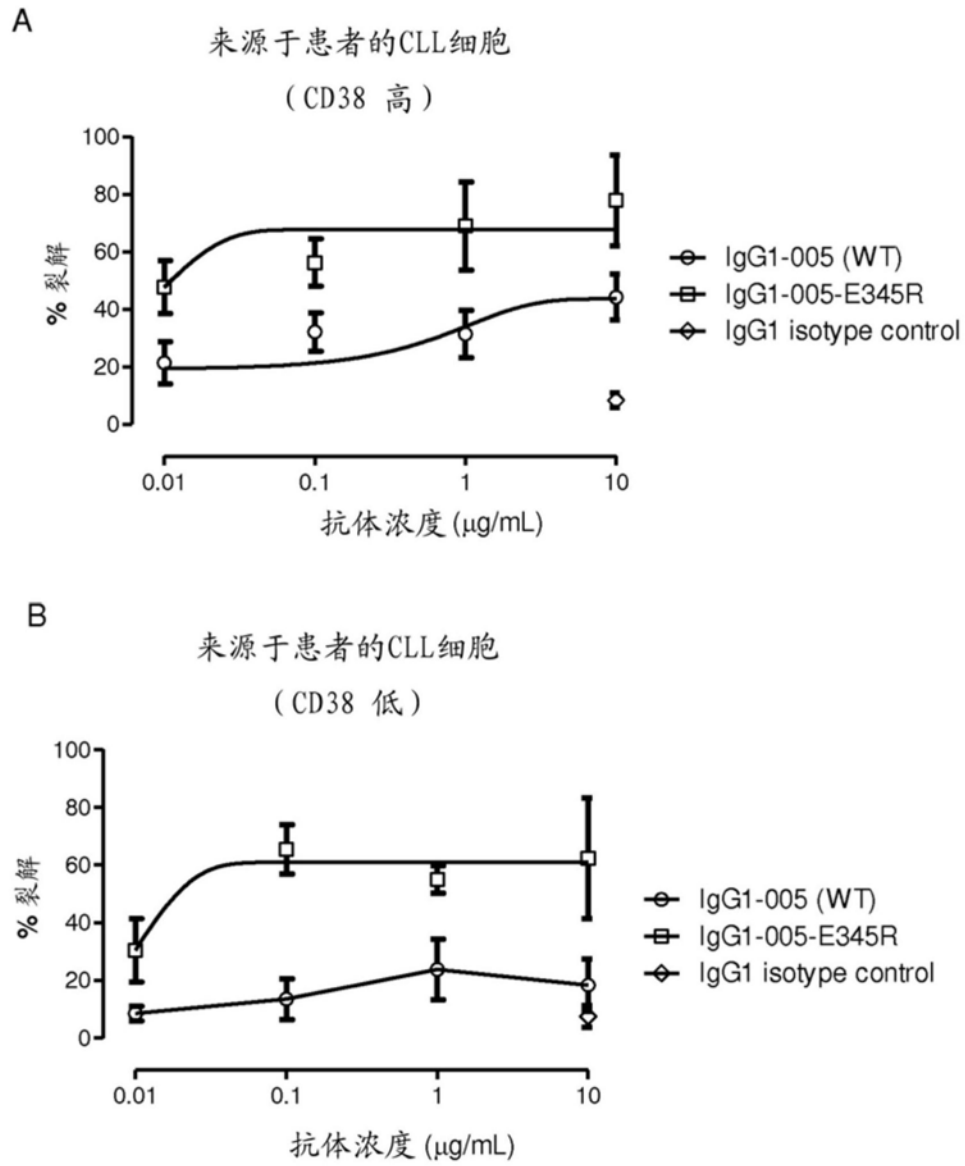 A
来源于患者的CLL细胞
(CD38 高)
100
80
60
40
20
0
% 裂解
0.01
0.1
1
10
抗体浓度 (μg/mL)
IgG1-005 (WT)
IgG1-005-E345R
IgG1 isotype control
B
来源于患者的CLL细胞
(CD38 低)
100
80
60
40
20
0
% 裂解
0.01
0.1
1
10
抗体浓度 (μg/mL)
IgG1-005 (WT)
IgG1-005-E345R
IgG1 isotype control